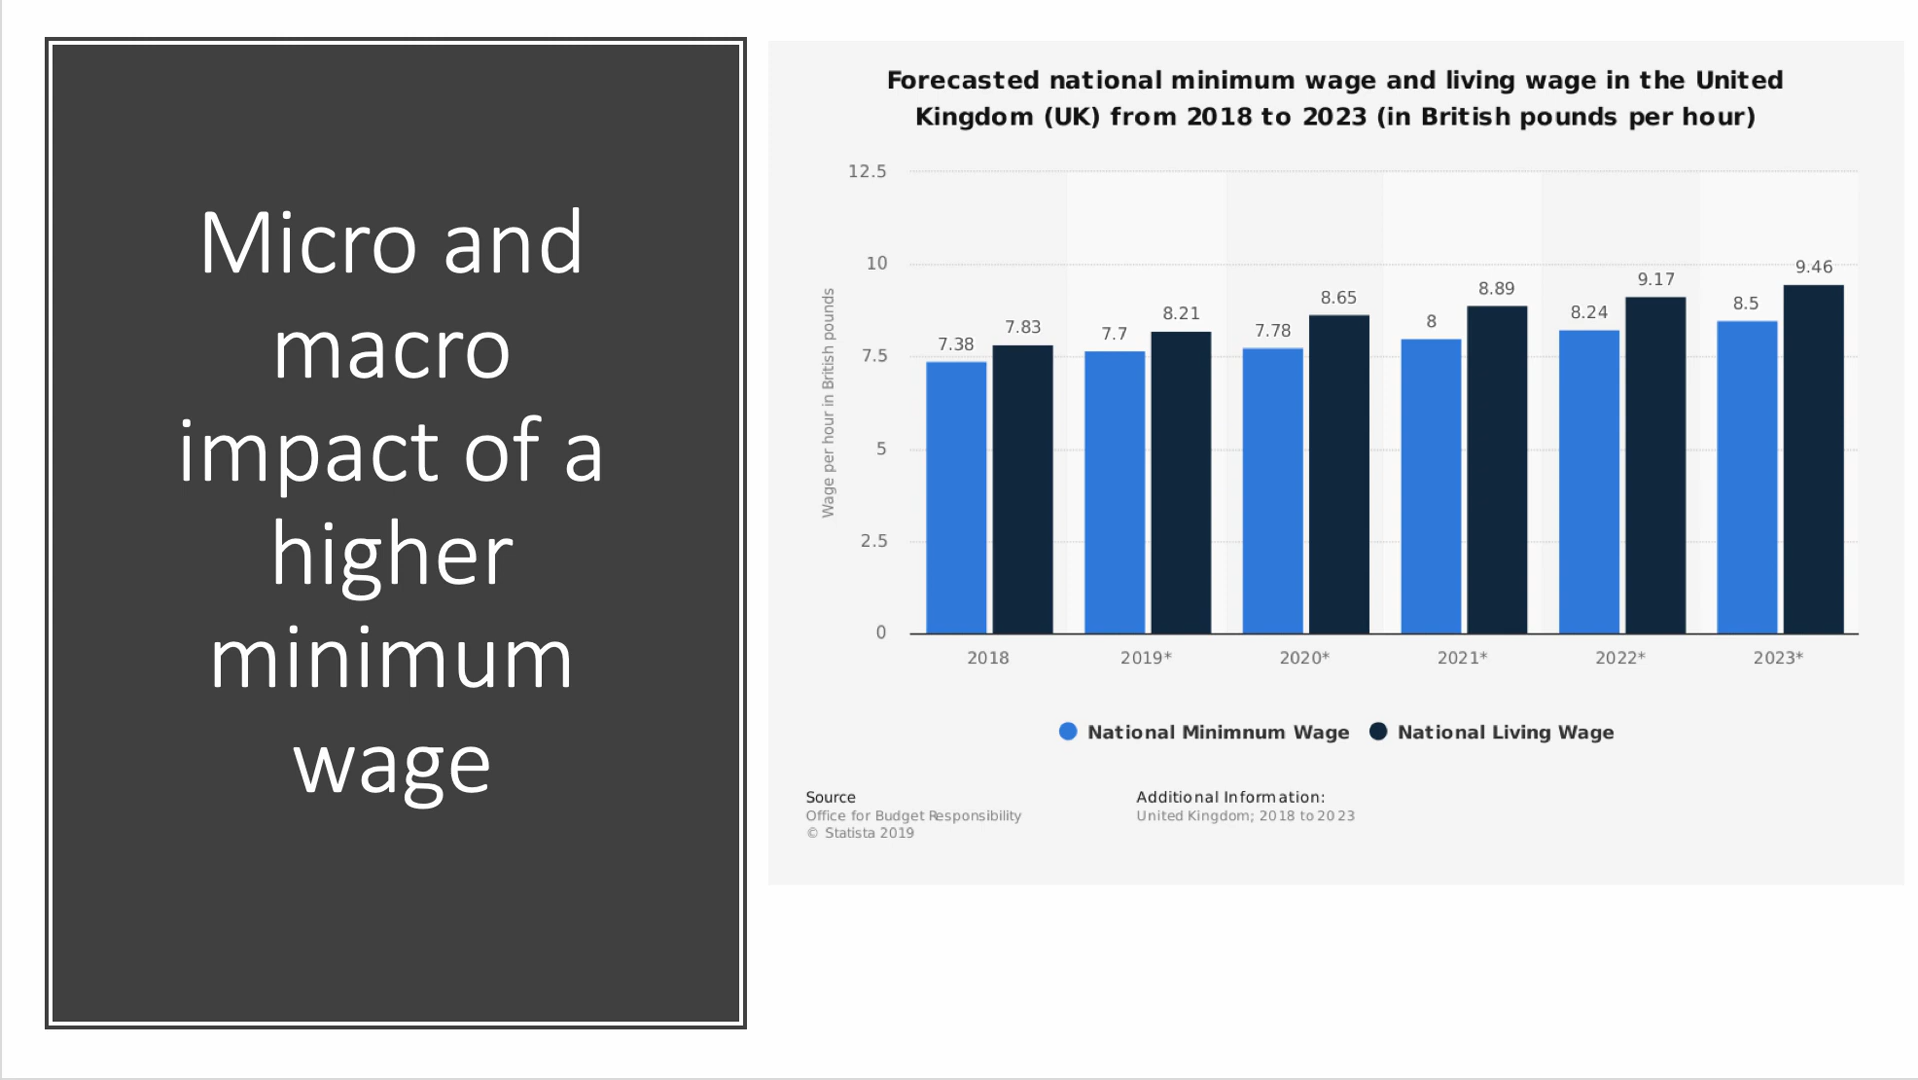 Micro and
macro
impact of a
higher
minimum
wage
Forecasted national minimum wage and living wage in the United
Kingdom (UK) from 2018 to 2023 (in British pounds per hour)
Wage per hour in British pounds
12.5
10
7.5
5
2.5
0
7.38
7.83
7.7
8.21
7.78
8.65
8
8.89
8.24
9.17
8.5
9.46
2018
2019*
2020*
2021*
2022*
2023*
National Minimnum Wage
National Living Wage
Source
Office for Budget Responsibility
© Statista 2019
Additional Information:
United Kingdom; 2018 to 2023